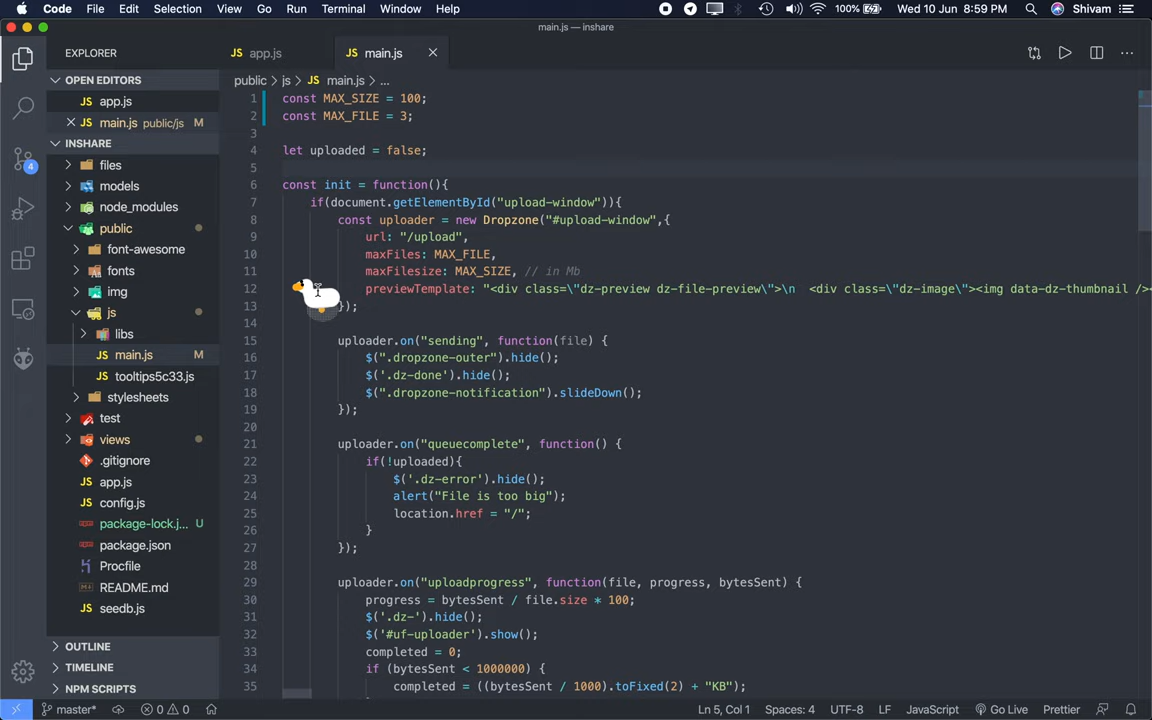 Code File Edit Selection View Go Run Terminal Window Help 100% Wed 10 Jun 8:59 PM Shivam
main.js — inshare
EXPLORER
JS app.js
JS main.js
OPEN EDITORS
JS app.js
JS main.js public/js M
INSHARE
files
models
node_modules
public
font-awesome
fonts
img
js
libs
JS main.js M
JS tooltips5c33.js
stylesheets
test
views
.gitignore
JS app.js
JS config.js
package-lock.j... U
package.json
Procfile
README.md
JS seedb.js
OUTLINE
TIMELINE
NPM SCRIPTS
4
public > js > JS main.js > ...
1 const MAX_SIZE = 100;
2 const MAX_FILE = 3;
3
4 let uploaded = false;
5
6 const init = function(){
7 if(document.getElementById("upload-window")){
8 const uploader = new Dropzone("#upload-window",{
9 url: "/upload",
10 maxFiles: MAX_FILE,
11 maxFilesize: MAX_SIZE, // in Mb
12 previewTemplate: "<div class=\"dz-preview dz-file-preview\">\n <div class=\"dz-image\"><img data-dz-thumbnail /><
13 });
14
15 uploader.on("sending", function(file) {
16 $(".dropzone-outer").hide();
17 $('.dz-done').hide();
18 $(".dropzone-notification").slideDown();
19 });
20
21 uploader.on("queuecomplete", function() {
22 if(!uploaded){
23 $('.dz-error').hide();
24 alert("File is too big");
25 location.href = "/";
26 }
27 });
28
29 uploader.on("uploadprogress", function(file, progress, bytesSent) {
30 progress = bytesSent / file.size * 100;
31 $('.dz-').hide();
32 $('#uf-uploader').show();
33 completed = 0;
34 if (bytesSent < 1000000) {
35 completed = ((bytesSent / 1000).toFixed(2) + "KB");
master* 0 0 Ln 5, Col 1 Spaces: 4 UTF-8 LF JavaScript Go Live Prettier